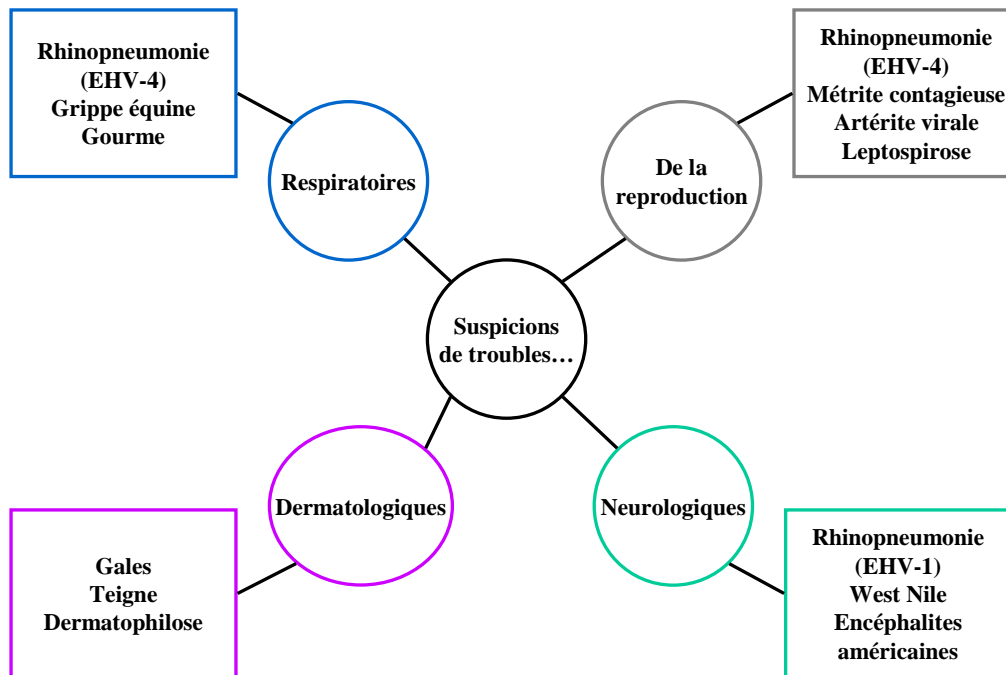 Rhinopneumonie
(EHV-4)
Grippe équine
Gourme
Rhinopneumonie
(EHV-4)
Métrite contagieuse
Artérite virale
Leptospirose
Respiratoires
De la
reproduction
Suspicions
de troubles…
Dermatologiques
Neurologiques
Gales
Teigne
Dermatophilose
Rhinopneumonie
(EHV-1)
West Nile
Encéphalites
américaines